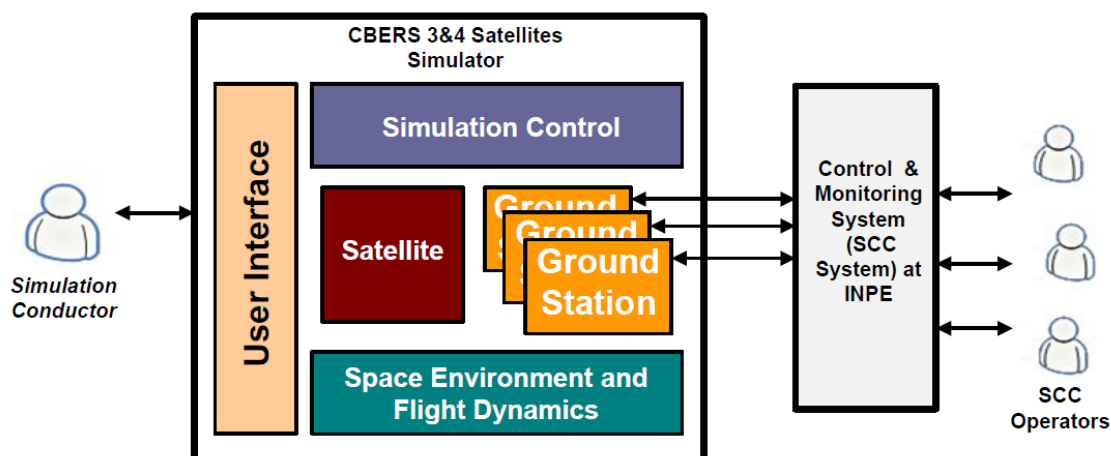 CBERS 3&4 Satellites
Simulator
User Interface
Simulation Control
Satellite
Ground
Ground
Ground
Station
Space Environment and
Flight Dynamics
Simulation
Conductor
Control &
Monitoring
System
(SCC
System) at
INPE
SCC
Operators